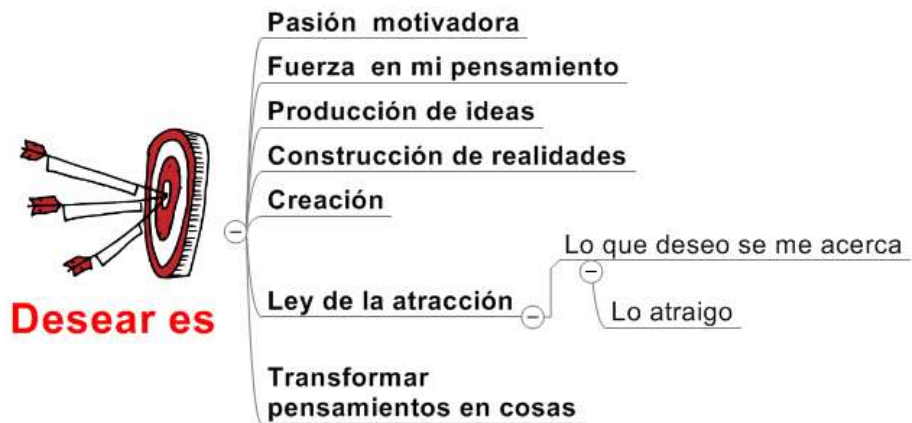 Pasión motivadora
Fuerza en mi pensamiento
Producción de ideas
Construcción de realidades
Creación
Lo que deseo se me acerca
Ley de la atracción
Lo atraigo
Desear es
Transformar
pensamientos en cosas